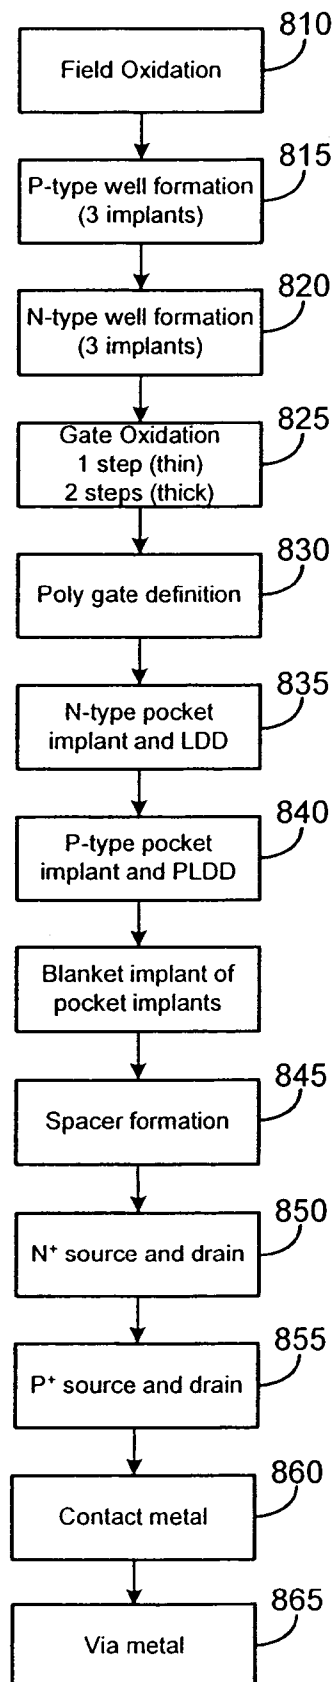 810
Field Oxidation
815
P-type well formation
(3 implants)
820
N-type well formation
(3 implants)
825
Gate Oxidation
1 step (thin)
2 steps (thick)
830
Poly gate definition
835
N-type pocket
implant and LDD
840
P-type pocket
implant and PLDD
Blanket implant of
pocket implants
845
Spacer formation
850
N+ source and drain
855
P+ source and drain
860
Contact metal
865
Via metal